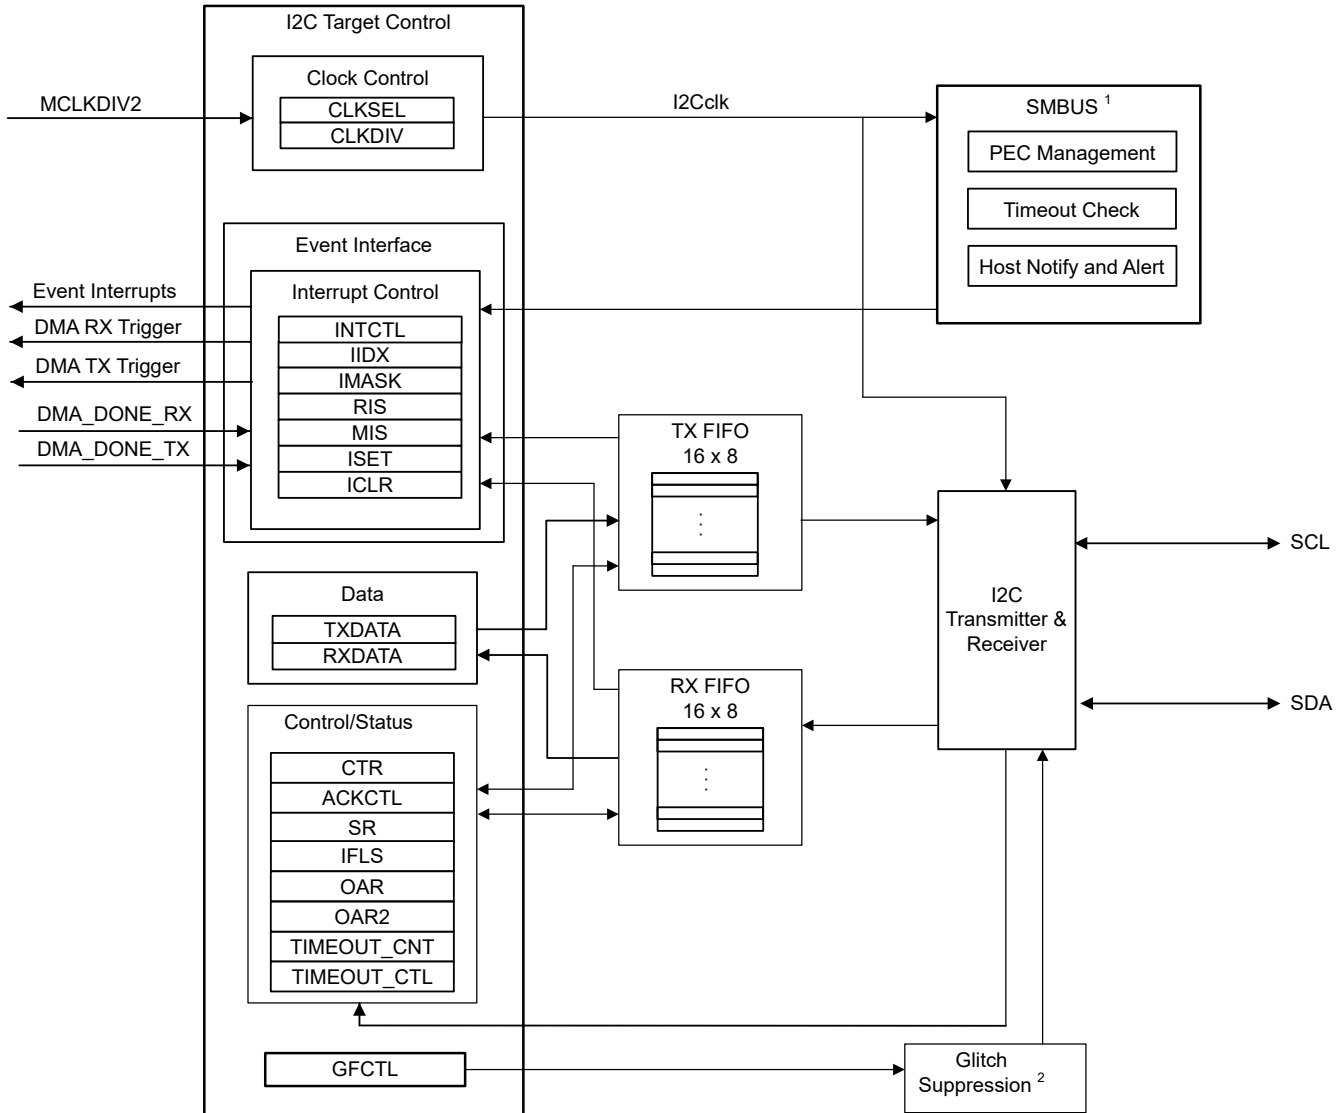 I2C Target Control
Clock Control
CLKSEL
CLKDIV
MCLKDIV2
I2Cclk
SMBUS 1
PEC Management
Timeout Check
Host Notify and Alert
Event Interface
Interrupt Control
INTCTL
IIDX
IMASK
RIS
MIS
ISET
ICLR
Event Interrupts
DMA RX Trigger
DMA TX Trigger
DMA_DONE_RX
DMA_DONE_TX
TX FIFO
16 x 8
Data
TXDATA
RXDATA
RX FIFO
16 x 8
I2C
Transmitter &
Receiver
SCL
SDA
Control/Status
CTR
ACKCTL
SR
IFLS
OAR
OAR2
TIMEOUT_CNT
TIMEOUT_CTL
GFCTL
Glitch
Suppression 2